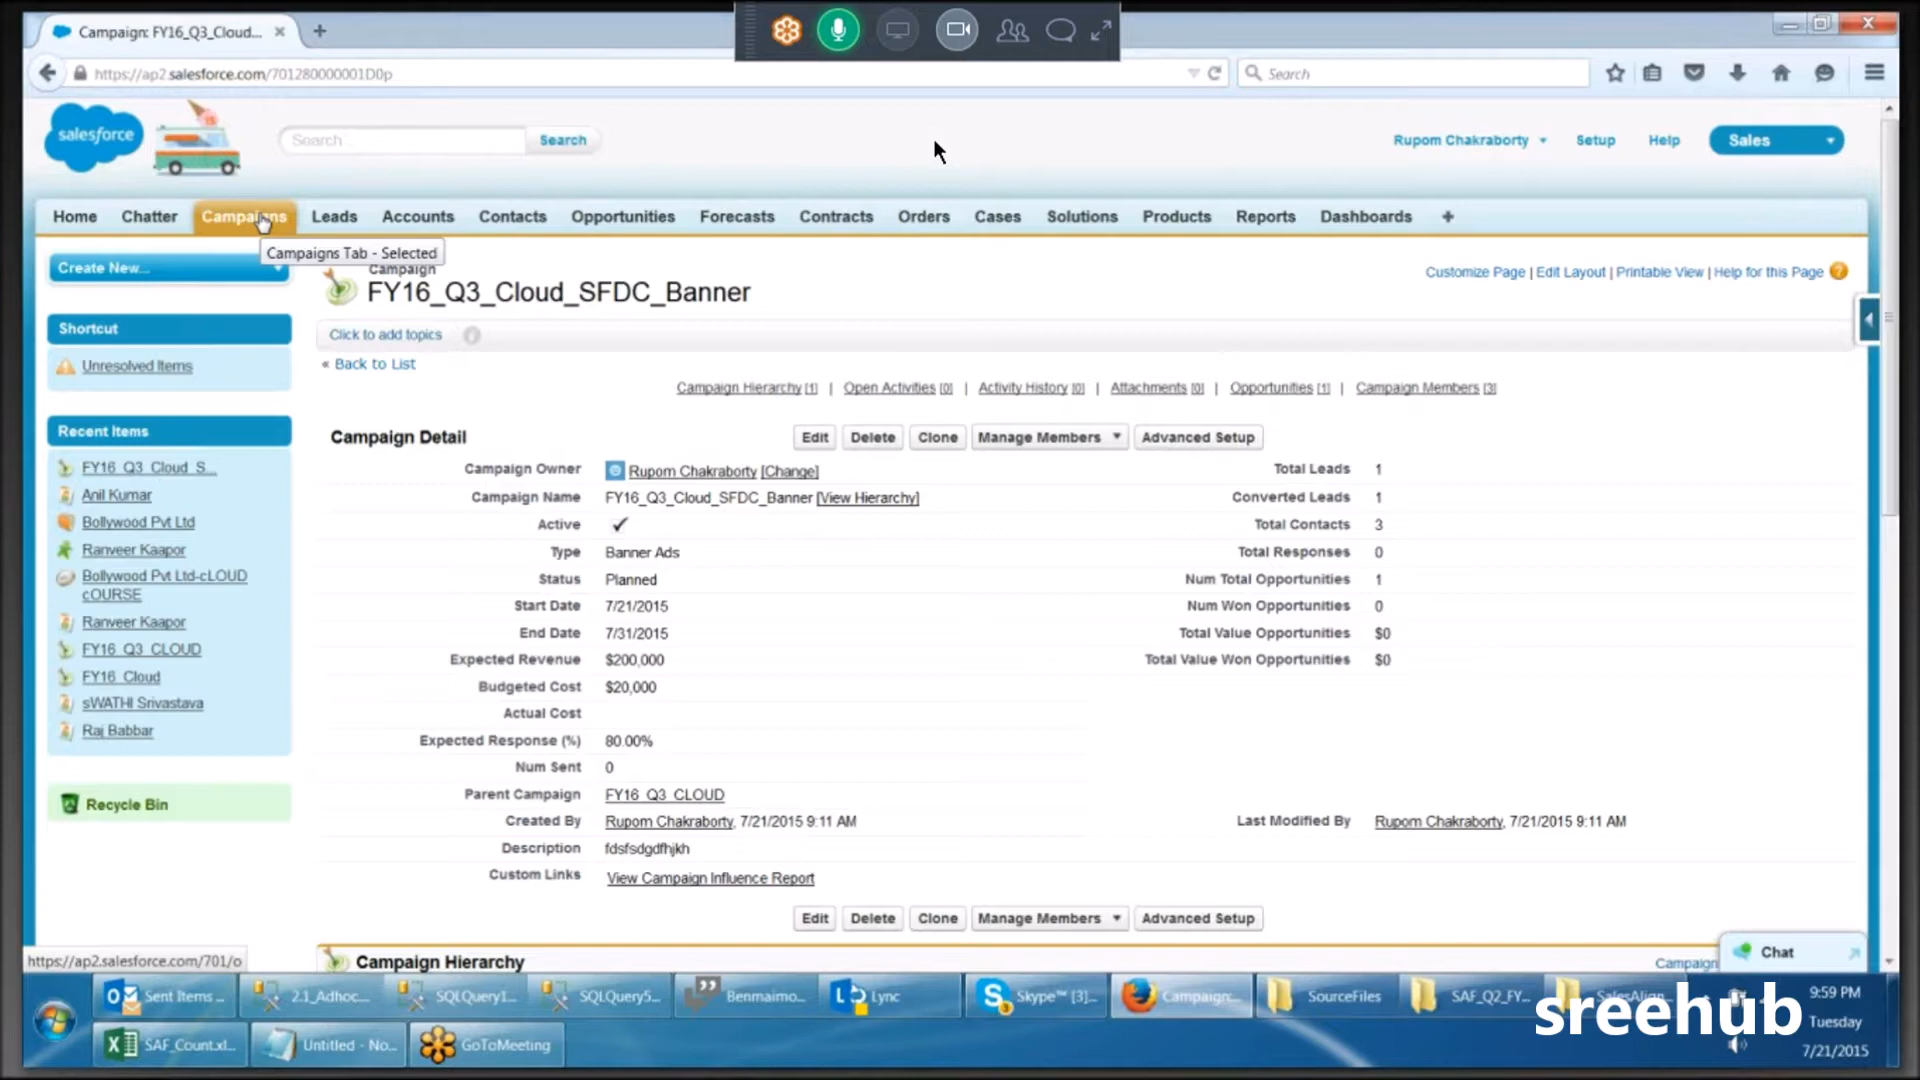 Campaign: FY16_Q3_Cloud...
https://ap2.salesforce.com/701280000001D0p
Search
salesforce
Search...
Search
Rupom Chakraborty
Setup
Help
Sales
Home
Chatter
Campaigns
Leads
Accounts
Contacts
Opportunities
Forecasts
Contracts
Orders
Cases
Solutions
Products
Reports
Dashboards
+
Campaigns Tab - Selected
Create New...
Campaign
FY16_Q3_Cloud_SFDC_Banner
Customize Page | Edit Layout | Printable View | Help for this Page
Click to add topics
« Back to List
Shortcut
Unresolved Items
Campaign Hierarchy [1] | Open Activities [0] | Activity History [0] | Attachments [0] | Opportunities [1] | Campaign Members [3]
Recent Items
FY16_Q3_Cloud_S...
Anil Kumar
Bollywood Pvt Ltd
Ranveer Kaapor
Bollywood Pvt Ltd-cLOUD
cOURSE
Ranveer Kaapor
FY16_Q3_CLOUD
FY16_Cloud
sWATHI Srivastava
Raj Babbar
Recycle Bin
Campaign Detail
Edit
Delete
Clone
Manage Members
Advanced Setup
Campaign Owner Rupom Chakraborty [Change]
Total Leads 1
Campaign Name FY16_Q3_Cloud_SFDC_Banner [View Hierarchy]
Converted Leads 1
Active
Total Contacts 3
Type Banner Ads
Total Responses 0
Status Planned
Num Total Opportunities 1
Start Date 7/21/2015
Num Won Opportunities 0
End Date 7/31/2015
Total Value Opportunities $0
Expected Revenue $200,000
Total Value Won Opportunities $0
Budgeted Cost $20,000
Actual Cost
Expected Response (%) 80.00%
Num Sent 0
Parent Campaign FY16_Q3_CLOUD
Created By Rupom Chakraborty, 7/21/2015 9:11 AM
Last Modified By Rupom Chakraborty, 7/21/2015 9:11 AM
Description fdsfsdgdfhjkh
Custom Links View Campaign Influence Report
Edit
Delete
Clone
Manage Members
Advanced Setup
Campaign Hierarchy
Campaign
Chat
https://ap2.salesforce.com/701/o
Sent Items ...
2.1_Adhoc...
SQLQuery1...
SQLQuery5...
Benmaimo...
Lync
Skype™ [3]...
Campaign:...
SourceFiles
SAF_Q2_FY...
SalesAlign...
sreehub
9:59 PM
Tuesday
7/21/2015
SAF_Count.xl...
Untitled - No...
GoToMeeting